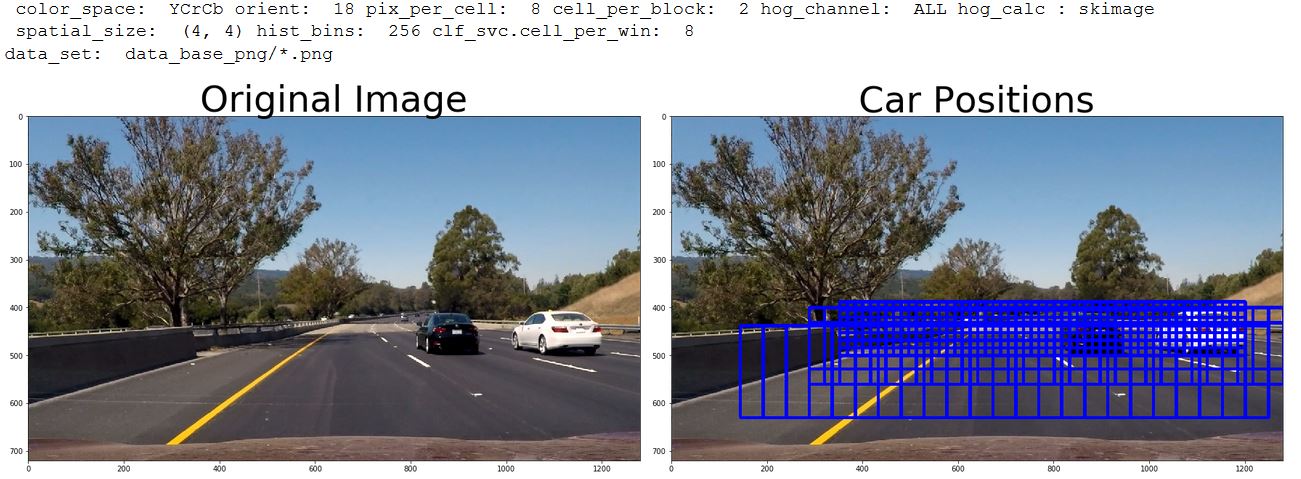 color_space:  YCrCb orient:  18 pix_per_cell:  8 cell_per_block:  2 hog_channel:  ALL hog_calc : skimage
spatial_size:  (4, 4) hist_bins:  256 clf_svc.cell_per_win:  8
data_set:  data_base_png/*.png
Original Image
0
100
200
300
400
500
600
700
0 200 400 600 800 1000 1200
Car Positions
0
100
200
300
400
500
600
700
0 200 400 600 800 1000 1200